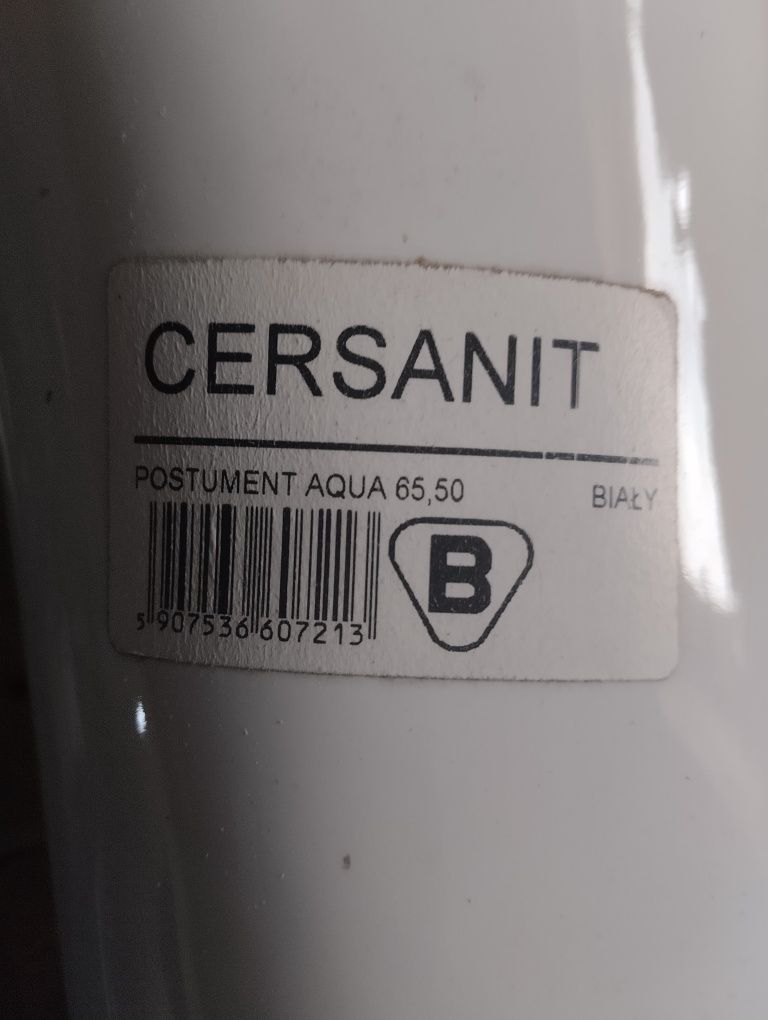 CERSANIT
POSTUMENT AQUA 65,50 BIAŁY
B
5 907536 607213